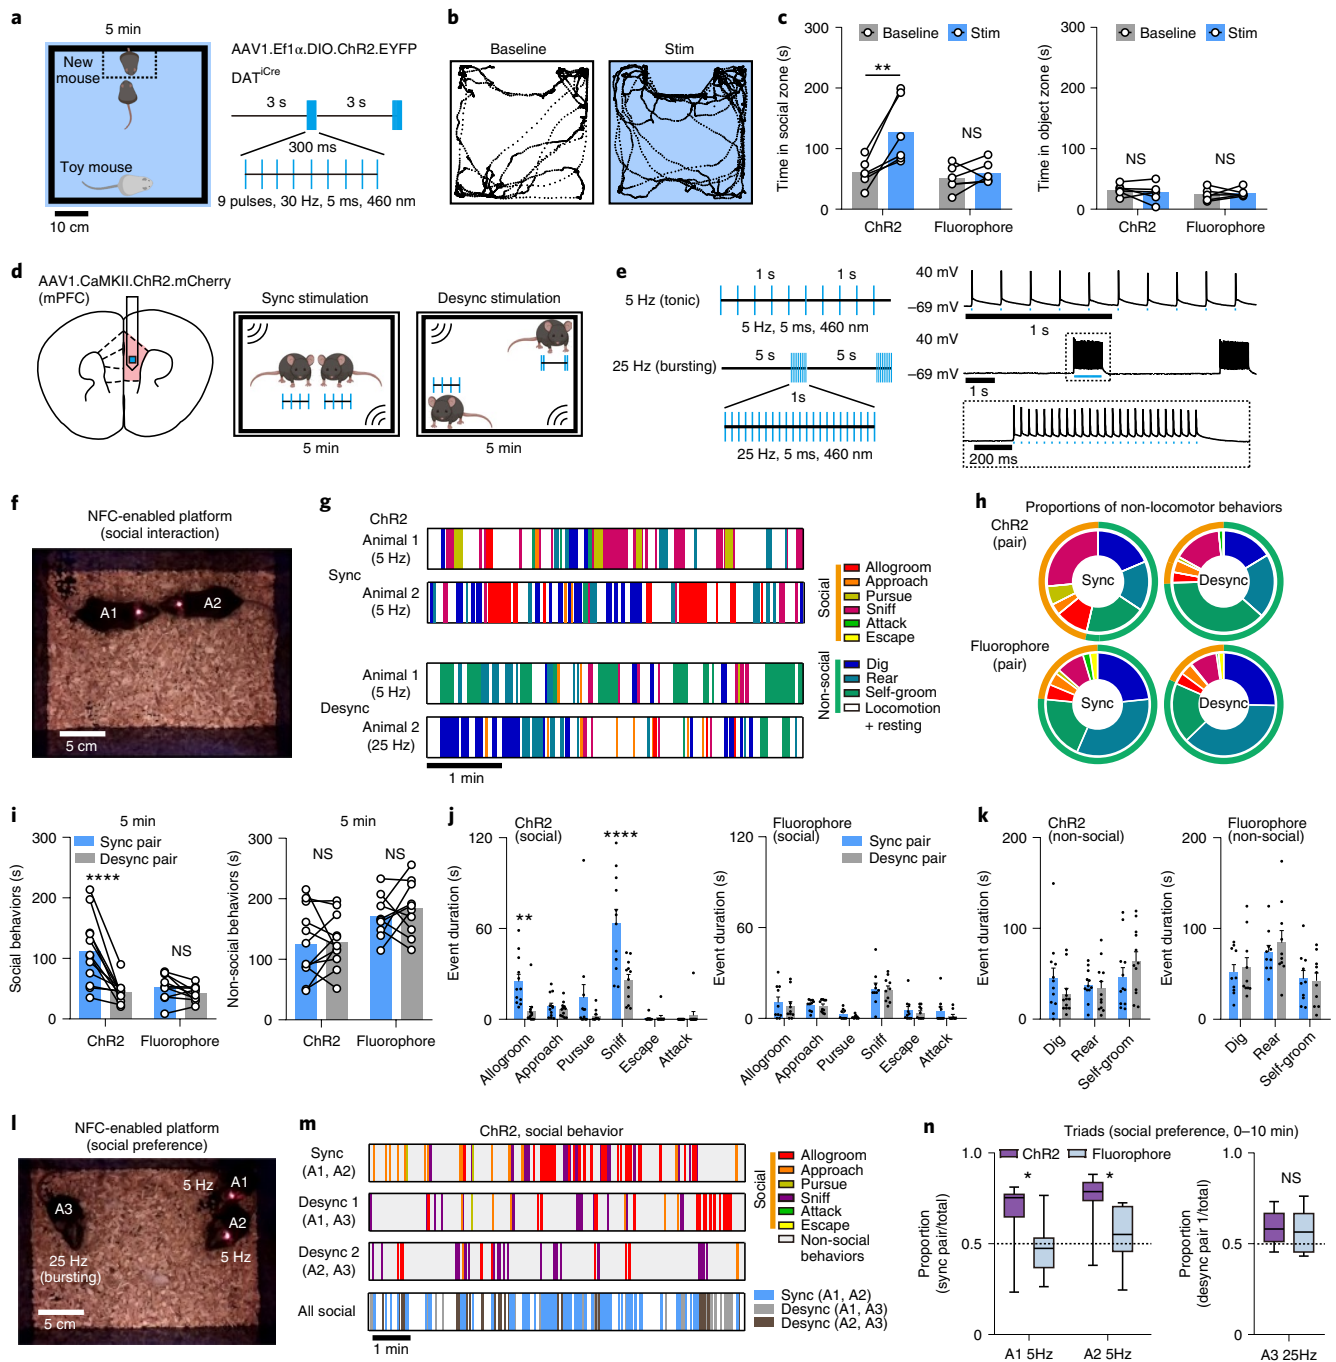 a
5 min
New
mouse
Toy mouse
10 cm
AAV1.Ef1α.DIO.ChR2.EYFP
DATiCre
3 s 3 s
300 ms
9 pulses, 30 Hz, 5 ms, 460 nm
b
Baseline
Stim
c
Time in social zone (s)
Baseline Stim
300
200
100
0
**
NS
ChR2 Fluorophore
Time in object zone (s)
Baseline Stim
300
200
100
0
NS NS
ChR2 Fluorophore
d
AAV1.CaMKII.ChR2.mCherry
(mPFC)
Sync stimulation
5 min
Desync stimulation
5 min
e
1 s 1 s
5 Hz (tonic)
5 Hz, 5 ms, 460 nm
5 s 5 s
25 Hz (bursting)
1s
25 Hz, 5 ms, 460 nm
40 mV
–69 mV
1 s
40 mV
–69 mV
1 s
200 ms
f
NFC-enabled platform
(social interaction)
A1
A2
5 cm
g
ChR2
Animal 1
(5 Hz)
Sync
Animal 2
(5 Hz)
Animal 1
(5 Hz)
Desync
Animal 2
(25 Hz)
1 min
Social
Allogroom
Approach
Pursue
Sniff
Attack
Escape
Non-social
Dig
Rear
Self-groom
Locomotion
+ resting
h
Proportions of non-locomotor behaviors
ChR2
(pair)
Sync
Desync
Fluorophore
(pair)
Sync
Desync
i
5 min
Social behaviors (s)
300
200
100
0
Sync pair
Desync pair
****
NS
ChR2 Fluorophore
5 min
Non-social behaviors (s)
300
200
100
0
NS NS
ChR2 Fluorophore
j
ChR2
(social)
Event duration (s)
120
60
0
**
****
Allogroom
Approach
Pursue
Sniff
Escape
Attack
Fluorophore
(social)
Event duration (s)
120
60
0
Sync pair
Desync pair
Allogroom
Approach
Pursue
Sniff
Escape
Attack
k
ChR2
(non-social)
Event duration (s)
200
100
0
Dig
Rear
Self-groom
Fluorophore
(non-social)
Event duration (s)
200
100
0
Dig
Rear
Self-groom
l
NFC-enabled platform
(social preference)
5 Hz
A1
A2
5 Hz
A3
25 Hz
(bursting)
5 cm
m
ChR2, social behavior
Sync
(A1, A2)
Desync 1
(A1, A3)
Desync 2
(A2, A3)
All social
1 min
Social
Allogroom
Approach
Pursue
Sniff
Attack
Escape
Non-social
behaviors
Sync (A1, A2)
Desync (A1, A3)
Desync (A2, A3)
n
Triads (social preference, 0–10 min)
Proportion
(sync pair/total)
1.0
0.5
0
ChR2 Fluorophore
* *
A1 5Hz A2 5Hz
Proportion
(desync pair 1/total)
1.0
0.5
0
NS
A3 25Hz